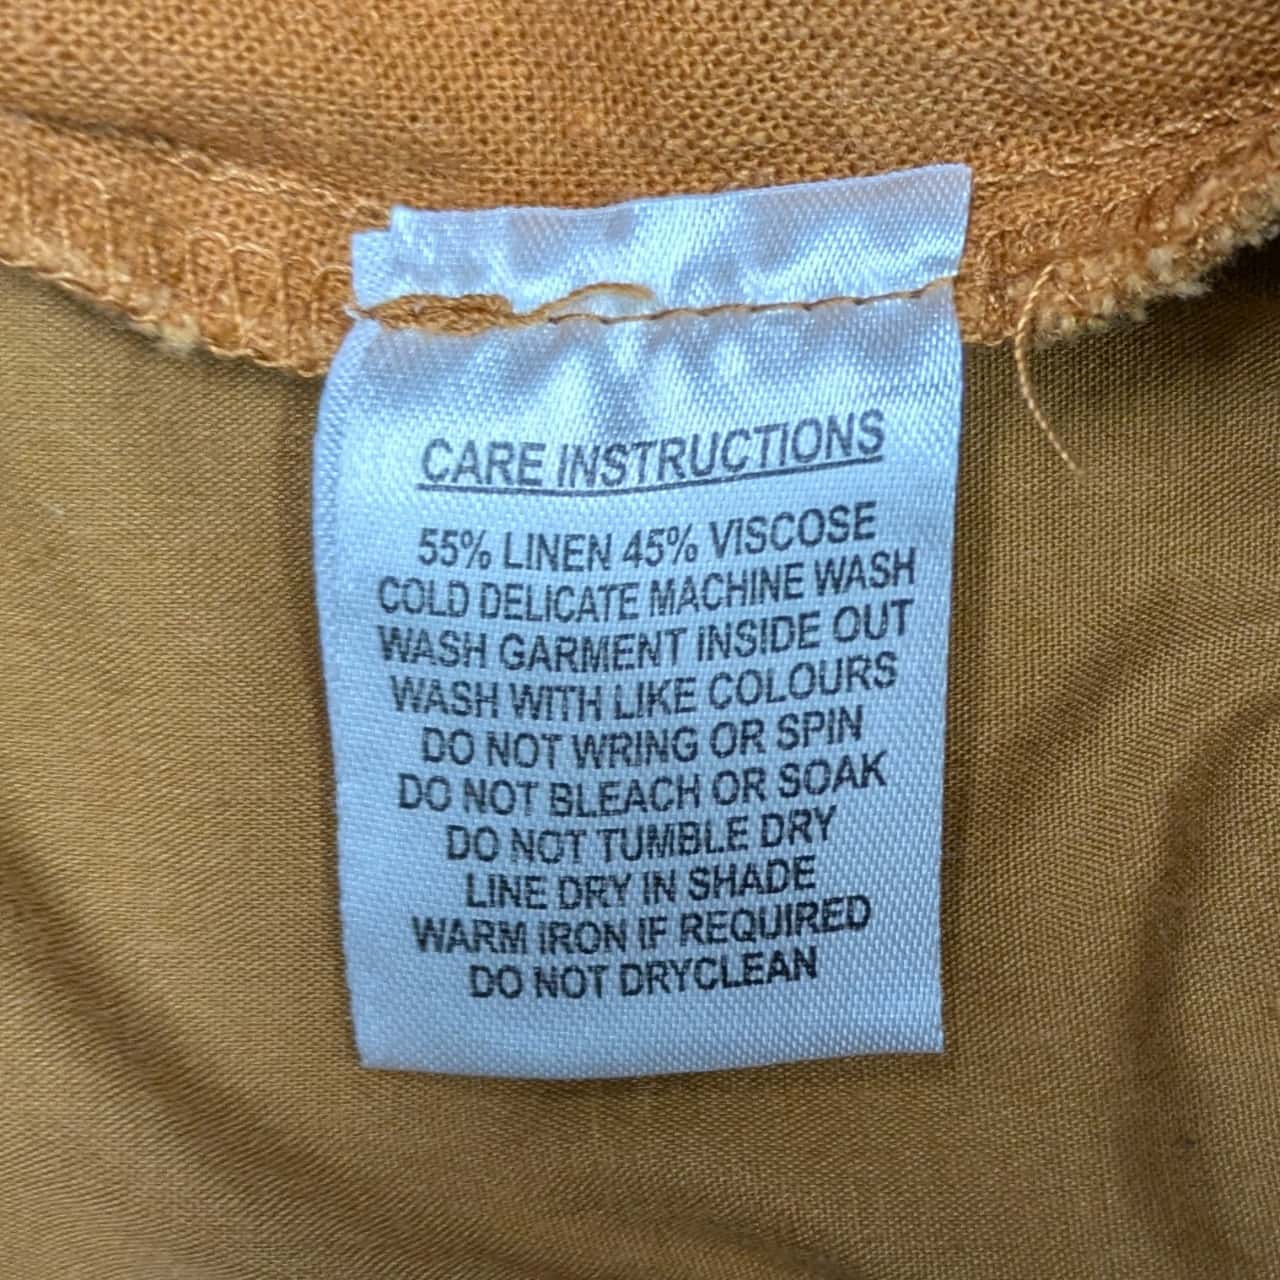 CARE INSTRUCTIONS
55% LINEN 45% VISCOSE
COLD DELICATE MACHINE WASH
WASH GARMENT INSIDE OUT
WASH WITH LIKE COLOURS
DO NOT WRING OR SPIN
DO NOT BLEACH OR SOAK
DO NOT TUMBLE DRY
LINE DRY IN SHADE
WARM IRON IF REQUIRED
DO NOT DRYCLEAN